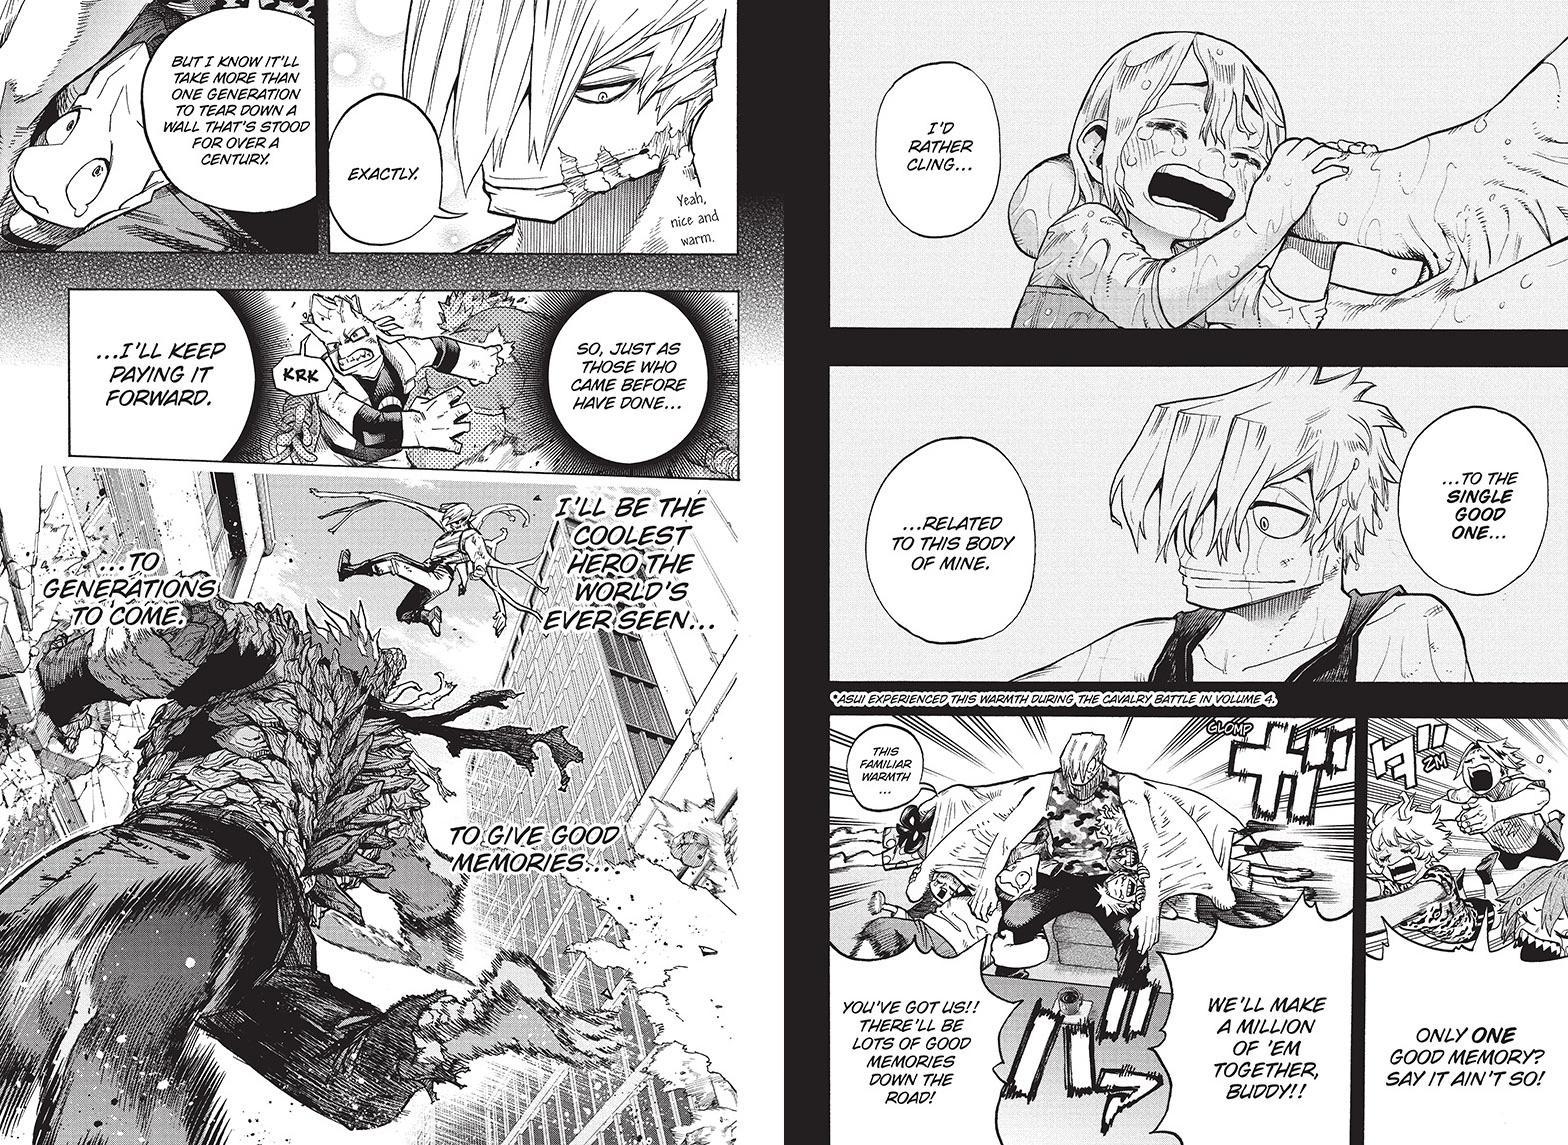 I'D
RATHER
CLING...
...TO THE
SINGLE
GOOD
ONE...
...RELATED
TO THIS BODY
OF MINE.
*ASUI EXPERIENCED THIS WARMTH DURING THE CAVALRY BATTLE IN VOLUME 4.
ZM
ONLY ONE
GOOD MEMORY?
SAY IT AIN'T SO!
CLOMP
THIS
FAMILIAR
WARMTH
...
WE'LL MAKE
A MILLION
OF 'EM
TOGETHER,
BUDDY!!
YOU'VE GOT US!!
THERE'LL BE
LOTS OF GOOD
MEMORIES
DOWN THE
ROAD!
EXACTLY.
Yeah,
nice and
warm.
BUT I KNOW IT'LL
TAKE MORE THAN
ONE GENERATION
TO TEAR DOWN A
WALL THAT'S STOOD
FOR OVER A
CENTURY.
SO, JUST AS
THOSE WHO
CAME BEFORE
HAVE DONE...
KRK
...I'LL KEEP
PAYING IT
FORWARD.
I'LL BE THE
COOLEST
HERO THE
WORLD'S
EVER SEEN...
TO GIVE GOOD
MEMORIES...
...TO
GENERATIONS
TO COME.